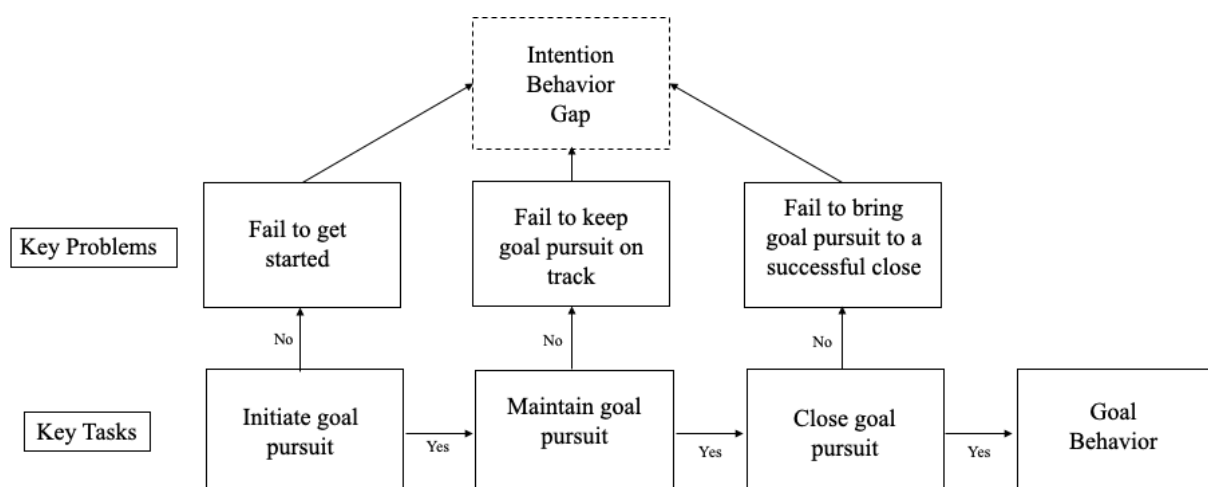 Intention
Behavior
Gap
Key Problems
Fail to get
started
Fail to keep
goal pursuit on
track
Fail to bring
goal pursuit to a
successful close
No
No
No
Key Tasks
Initiate goal
pursuit
Yes
Maintain goal
pursuit
Yes
Close goal
pursuit
Yes
Goal
Behavior